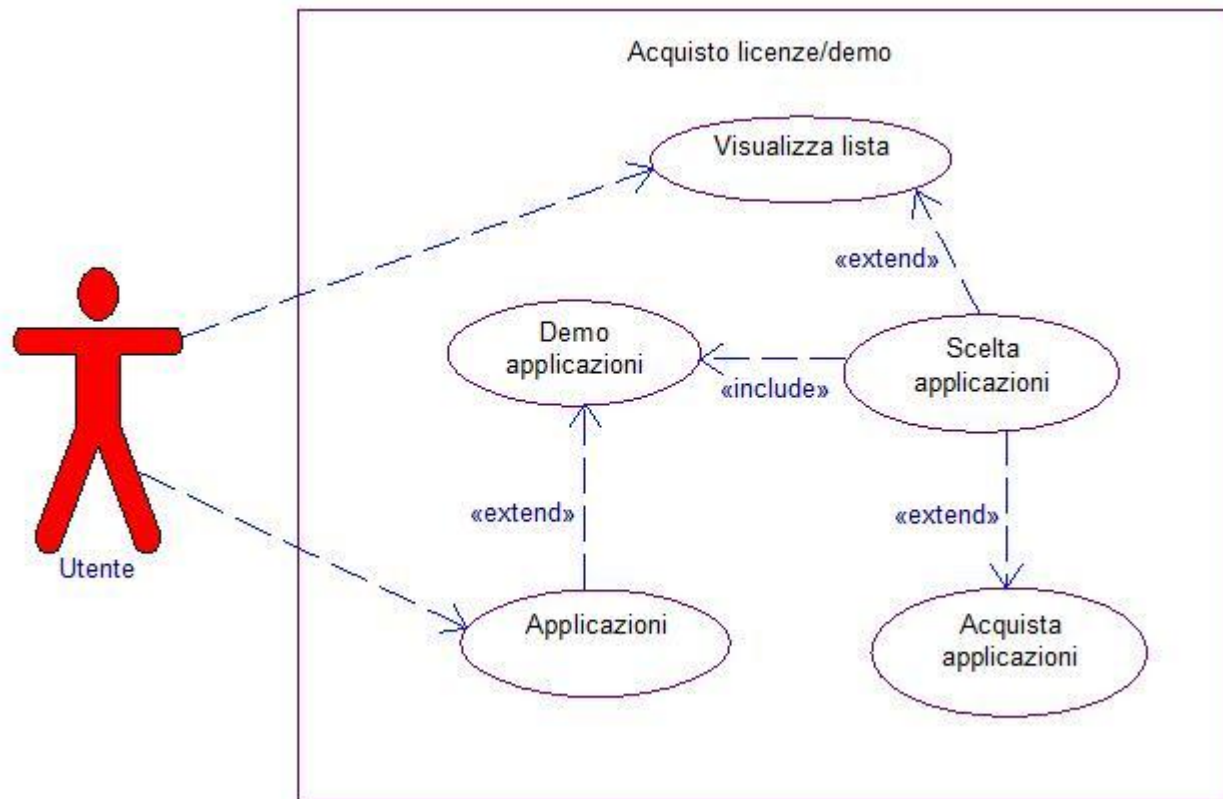 Acquisto licenze/demo
Visualizza lista
«extend»
Demo
applicazioni
«include»
Scelta
applicazioni
«extend»
«extend»
Utente
Applicazioni
Acquista
applicazioni